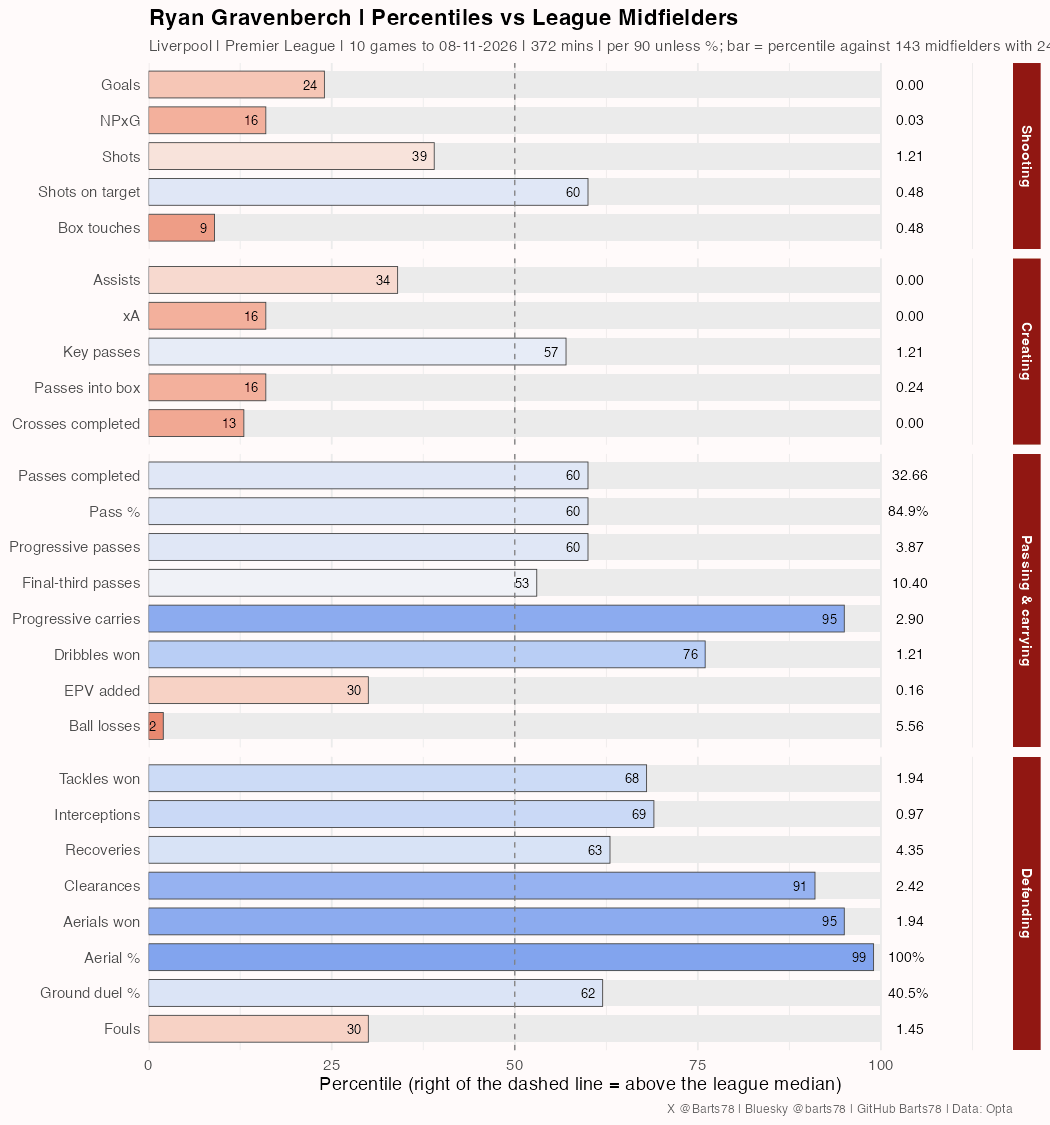 Ryan Gravenberch | Percentiles vs League Midfielders
Liverpool | Premier League | 10 games to 08-11-2026 | 372 mins | per 90 unless %; bar = percentile against 143 midfielders with 24
Goals 24 0.00
NPxG 16 0.03
Shots 39 1.21
Shots on target 60 0.48
Box touches 9 0.48
Shooting
Assists 34 0.00
xA 16 0.00
Key passes 57 1.21
Passes into box 16 0.24
Crosses completed 13 0.00
Creating
Passes completed 60 32.66
Pass % 60 84.9%
Progressive passes 60 3.87
Final-third passes 53 10.40
Progressive carries 95 2.90
Dribbles won 76 1.21
EPV added 30 0.16
Ball losses 2 5.56
Passing & carrying
Tackles won 68 1.94
Interceptions 69 0.97
Recoveries 63 4.35
Clearances 91 2.42
Aerials won 95 1.94
Aerial % 99 100%
Ground duel % 62 40.5%
Fouls 30 1.45
Defending
0 25 50 75 100
Percentile (right of the dashed line = above the league median)
X @Barts78 | Bluesky @barts78 | GitHub Barts78 | Data: Opta